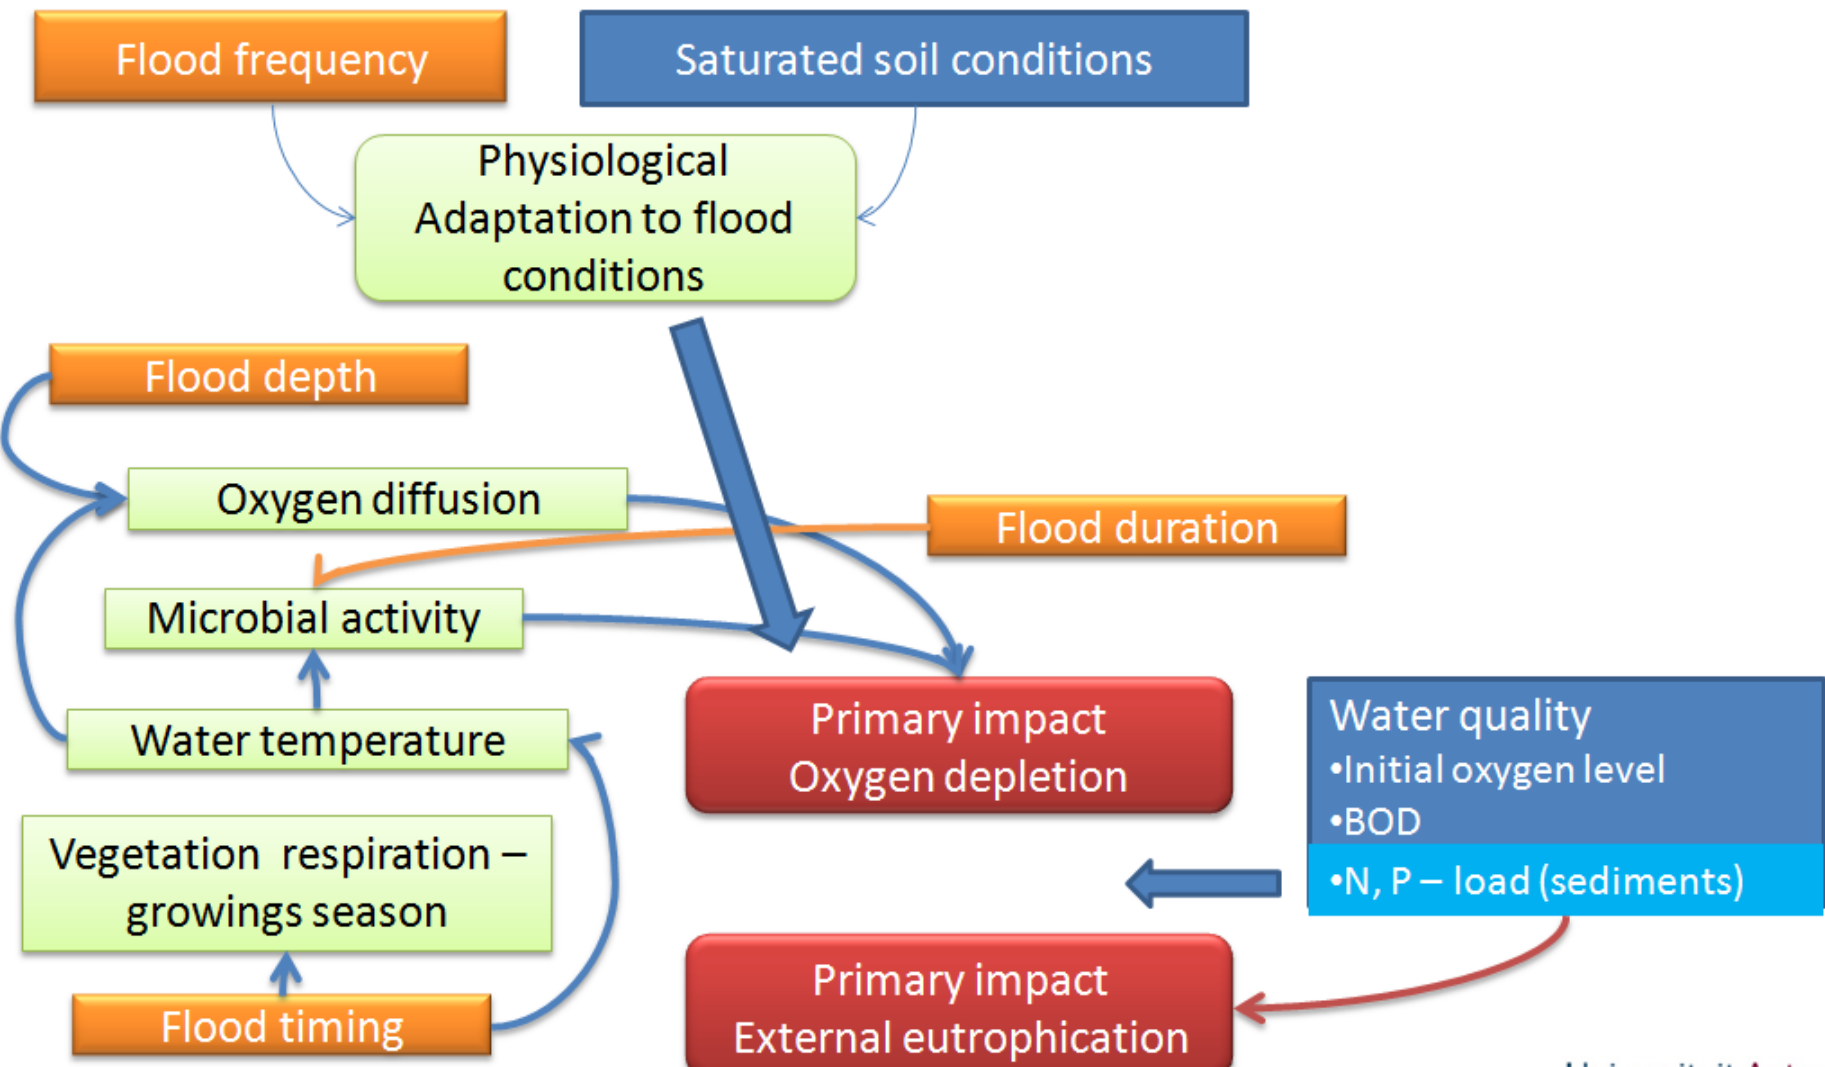 Flood frequency
Saturated soil conditions
Physiological
Adaptation to flood
conditions
Flood depth
Oxygen diffusion
Flood duration
Microbial activity
Water temperature
Primary impact
Oxygen depletion
Water quality
•Initial oxygen level
•BOD
•N, P – load (sediments)
Vegetation respiration –
growings season
Flood timing
Primary impact
External eutrophication